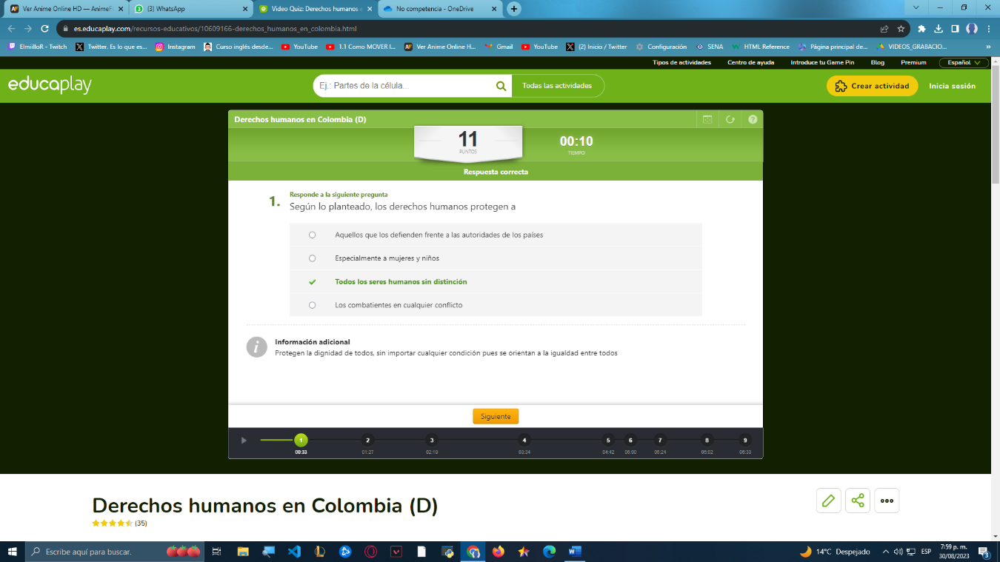 Ver Anime Online HD — AnimeF
(3) WhatsApp
Video Quiz: Derechos humanos e
No competencia - OneDrive
es.educaplay.com/recursos-educativos/10609166-derechos_humanos_en_colombia.html
ElmiilloR - Twitch
Twitter. Es lo que es...
Instagram
Curso inglés desde...
YouTube
1.1 Como MOVER l...
Ver Anime Online H...
Gmail
YouTube
(2) Inicio / Twitter
Configuración
SENA
HTML Reference
Página principal de...
VIDEOS_GRABACIO...
»
Tipos de actividades
Centro de ayuda
Introduce tu Game Pin
Blog
Premium
Español
educaplay
Ej.: Partes de la célula...
Todas las actividades
Crear actividad
Inicia sesión
Derechos humanos en Colombia (D)
11
PUNTOS
00:10
TIEMPO
Respuesta correcta
1.
Responde a la siguiente pregunta
Según lo planteado, los derechos humanos protegen a
Aquellos que los defienden frente a las autoridades de los países
Especialmente a mujeres y niños
Todos los seres humanos sin distinción
Los combatientes en cualquier conflicto
Información adicional
Protegen la dignidad de todos, sin importar cualquier condición pues se orientan a la igualdad entre todos
Siguiente
1 2 3 4 5 6 7 8 9
00:33 01:27 02:19 03:34 04:42 05:00 05:24 06:02 06:33
Derechos humanos en Colombia (D)
(35)
Escribe aquí para buscar.
14°C Despejado
ESP
7:59 p. m.
30/08/2023
3